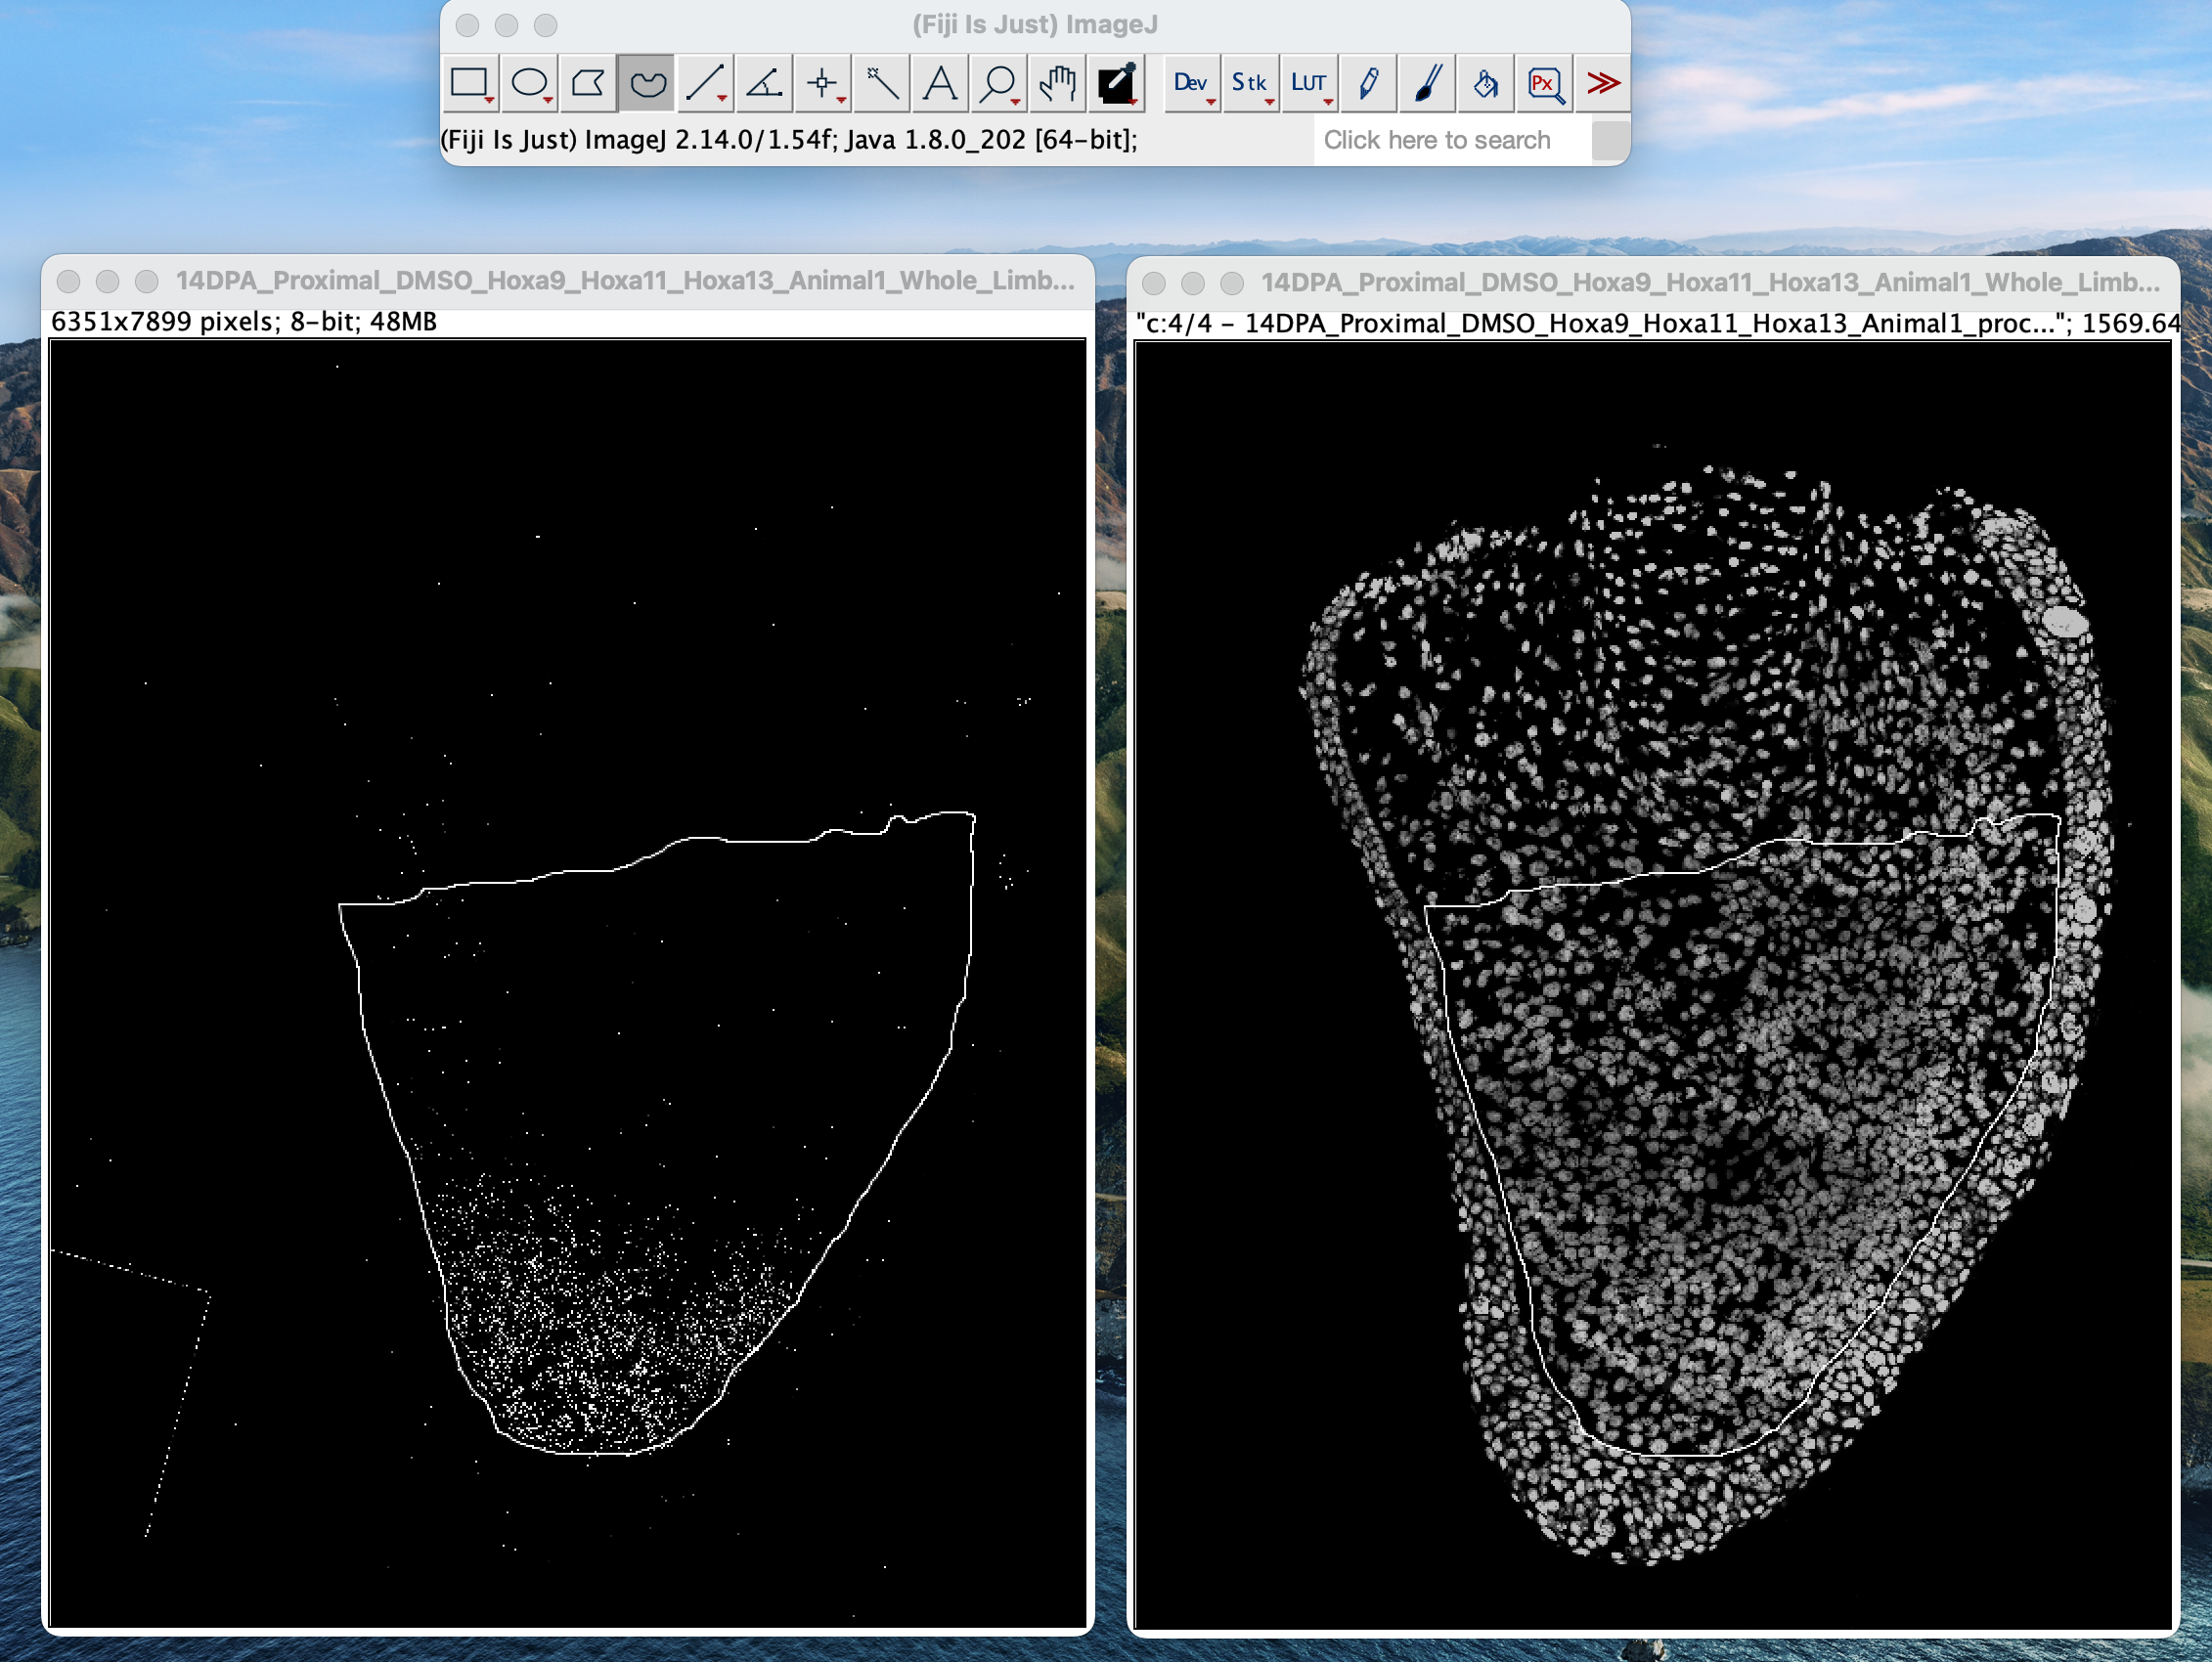 (Fiji Is Just) ImageJ
Dev Stk LUT Px
(Fiji Is Just) ImageJ 2.14.0/1.54f; Java 1.8.0_202 [64-bit];
Click here to search
14DPA_Proximal_DMSO_Hoxa9_Hoxa11_Hoxa13_Animal1_Whole_Limb...
6351x7899 pixels; 8-bit; 48MB
14DPA_Proximal_DMSO_Hoxa9_Hoxa11_Hoxa13_Animal1_Whole_Limb...
"c:4/4 - 14DPA_Proximal_DMSO_Hoxa9_Hoxa11_Hoxa13_Animal1_proc..."; 1569.64